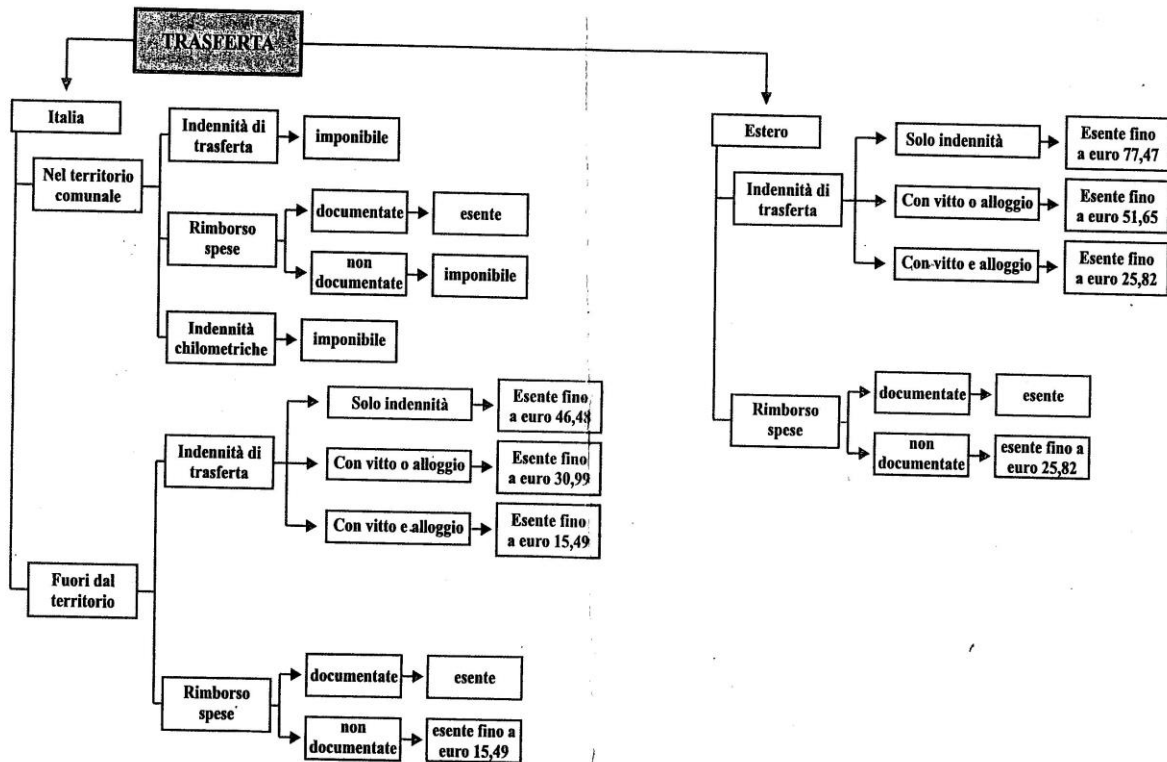 TRASFERTA
Italia
Nel territorio
comunale
Indennità di
trasferta
imponibile
Rimborso
spese
documentate
esente
non
documentate
imponibile
Indennità
chilometriche
imponibile
Fuori dal
territorio
Indennità di
trasferta
Solo indennità
Esente fino
a euro 46,48
Con vitto o alloggio
Esente fino
a euro 30,99
Con vitto e alloggio
Esente fino
a euro 15,49
Rimborso
spese
documentate
esente
non
documentate
esente fino a
euro 15,49
Estero
Indennità di
trasferta
Solo indennità
Esente fino
a euro 77,47
Con vitto o alloggio
Esente fino
a euro 51,65
Con vitto e alloggio
Esente fino
a euro 25,82
Rimborso
spese
documentate
esente
non
documentate
esente fino a
euro 25,82